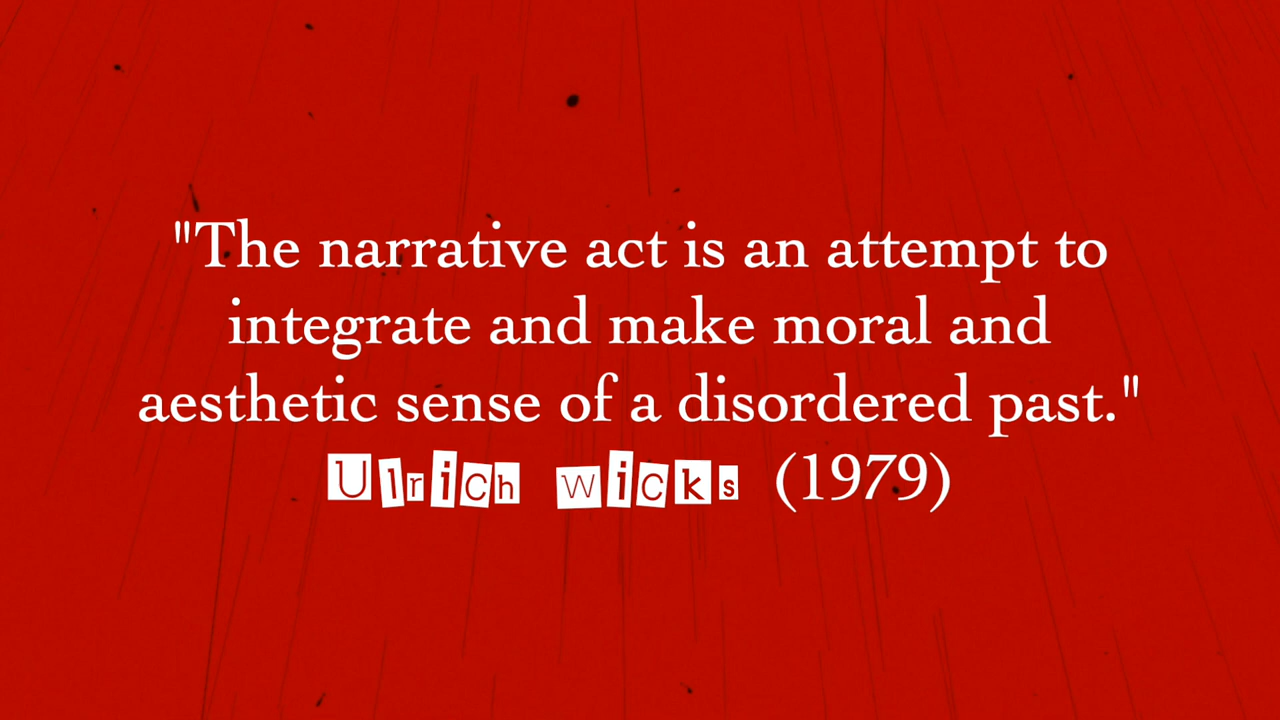 "The narrative act is an attempt to
integrate and make moral and
aesthetic sense of a disordered past."
Ulrich Wicks (1979)